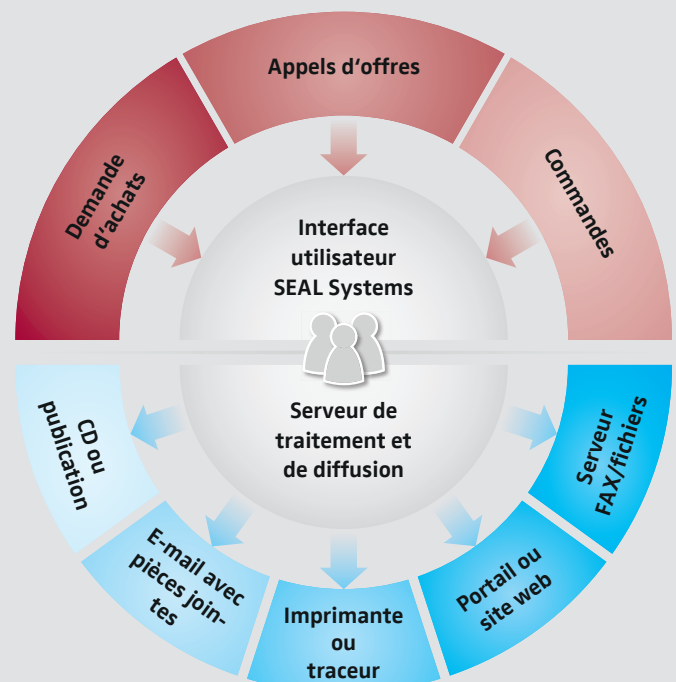 Appels d‘offres
Demande
d‘achats
Commandes
Interface
utilisateur
SEAL Systems
Serveur de
traitement et
de diffusion
CD ou
publication
E-mail avec
pièces join-
tes
Imprimante
ou
traceur
Portail ou
site web
Serveur
FAX/fichiers